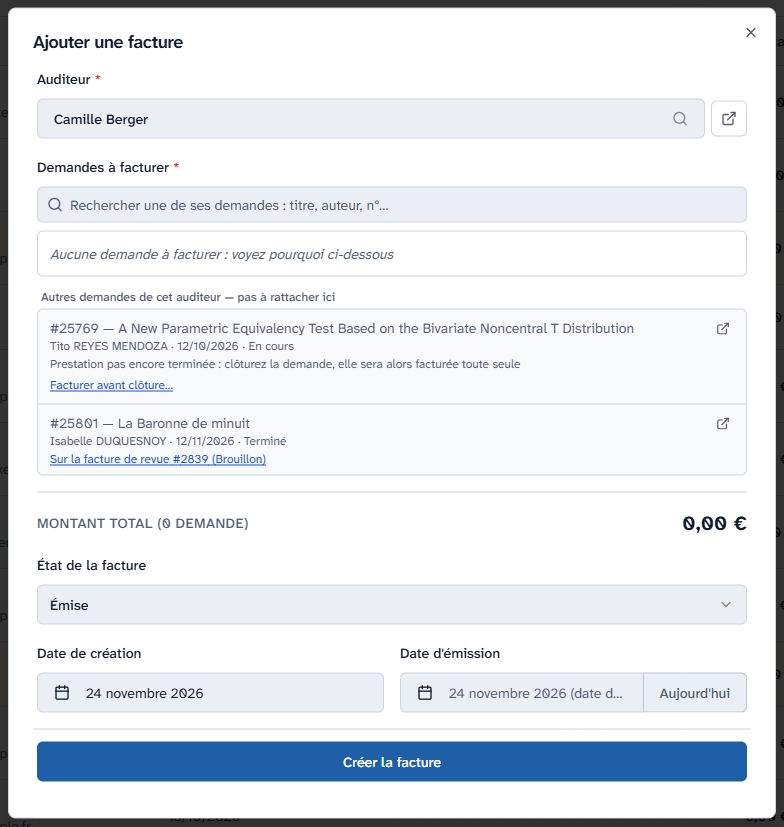 Ajouter une facture
Auditeur *
Camille Berger
Demandes à facturer *
Rechercher une de ses demandes : titre, auteur, n°...
Aucune demande à facturer : voyez pourquoi ci-dessous
Autres demandes de cet auditeur — pas à rattacher ici
#25769 — A New Parametric Equivalency Test Based on the Bivariate Noncentral T Distribution
Tito REYES MENDOZA · 12/10/2026 · En cours
Prestation pas encore terminée : clôturez la demande, elle sera alors facturée toute seule
Facturer avant clôture...
#25801 — La Baronne de minuit
Isabelle DUQUESNOY · 12/11/2026 · Terminé
Sur la facture de revue #2839 (Brouillon)
MONTANT TOTAL (0 DEMANDE)
0,00 €
État de la facture
Émise
Date de création
Date d'émission
24 novembre 2026
24 novembre 2026 (date d...
Aujourd'hui
Créer la facture